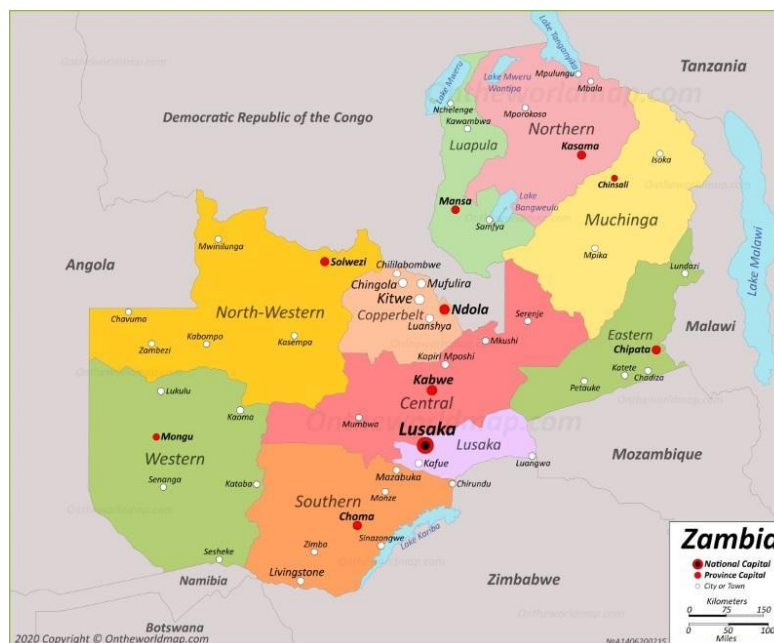 Ontheworldmap.com
Tanzania
Democratic Republic of the Congo
Lake Tanganyika
Lake Mweru
Lake Mweru
Wantipa
Mpulungu
Mbala
Nchelenge
Kawambwa
Mporokoso
Northern
Luapula
Kasama
Isoka
Chinsali
Mansa
Lake
Bangweulu
Samfya
Muchinga
Mpika
Lundazi
Lake Malawi
Angola
Mwinilunga
Solwezi
Chililabombwe
Chingola
Mufulira
Kitwe
Ndola
Copperbelt
Luanshya
North-Western
Chavuma
Zambezi
Kabompo
Kasempa
Serenje
Mkushi
Kapiri Mposhi
Eastern
Malawi
Chipata
Katete
Chadiza
Petauke
Kabwe
Central
Lukulu
Kaoma
Mumbwa
Lusaka
Lusaka
Mongu
Western
Kafue
Luangwa
Mozambique
Senanga
Kataba
Southern
Mazabuka
Monze
Chirundu
Choma
Lake Kariba
Zimba
Sinazongwe
Sesheke
Livingstone
Namibia
Zimbabwe
Botswana
Zambia
National Capital
Province Capital
City or Town
Kilometers
0 75 150
0 50 100
Miles
2020 Copyright © Ontheworldmap.com